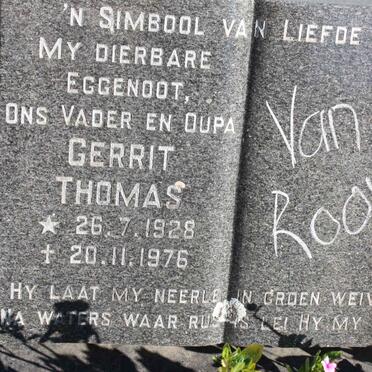 'N SIMBOOL VAN LIEFDE
MY DIERBARE
EGGENOOT,
ONS VADER EN OUPA
GERRIT
THOMAS
★ 26.7.1928
✝ 20.11.1976
Van
Roo
HY LAAT MY NEERLÊ IN GROEN WEIV
NA WATERS WAAR RUS IS LEI HY MY